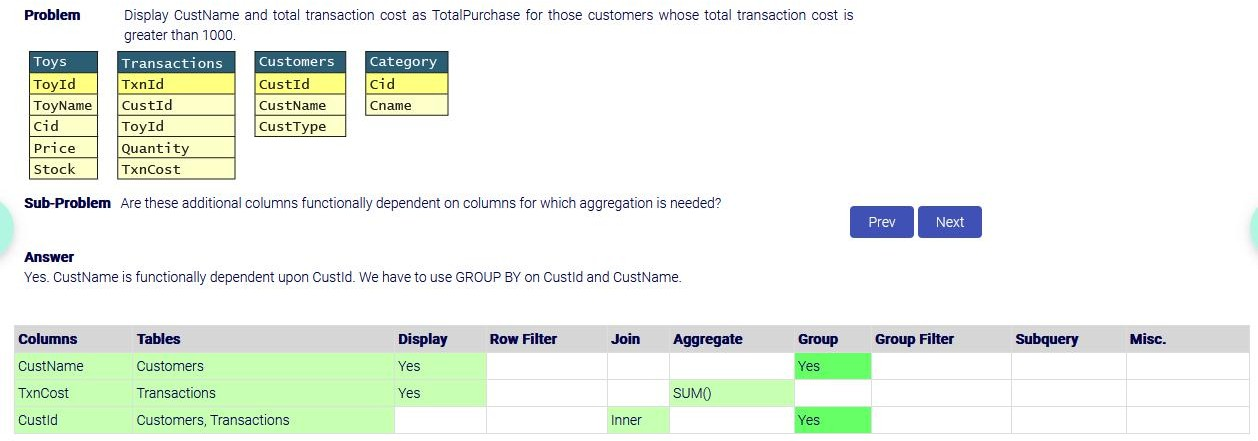 Problem Display CustName and total transaction cost as TotalPurchase for those customers whose total transaction cost is
greater than 1000.
Toys Transactions Customers Category
ToyId TxnId CustId Cid
ToyName CustId CustName Cname
Cid ToyId CustType
Price Quantity
Stock TxnCost
Sub-Problem Are these additional columns functionally dependent on columns for which aggregation is needed?
Prev Next
Answer
Yes. CustName is functionally dependent upon CustId. We have to use GROUP BY on CustId and CustName.
Columns Tables Display Row Filter Join Aggregate Group Group Filter Subquery Misc.
CustName Customers Yes Yes
TxnCost Transactions Yes SUM()
CustId Customers, Transactions Inner Yes